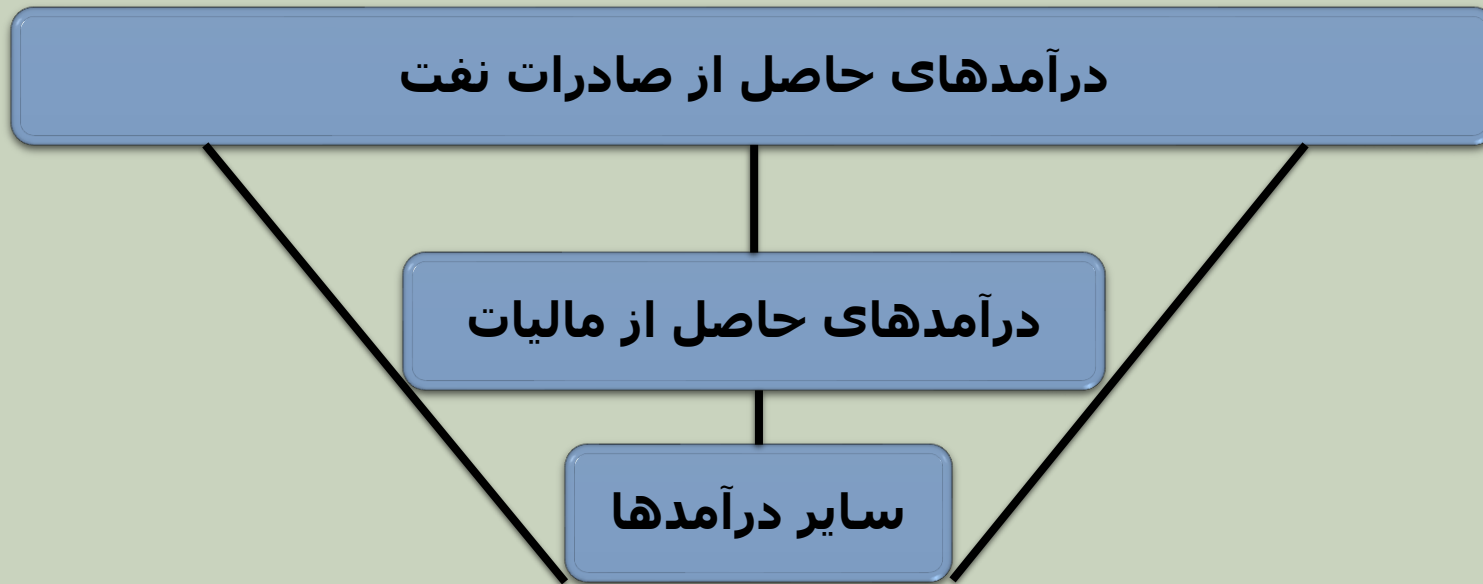 درآمدهای حاصل از صادرات نفت
درآمدهای حاصل از مالیات
سایر درآمدها